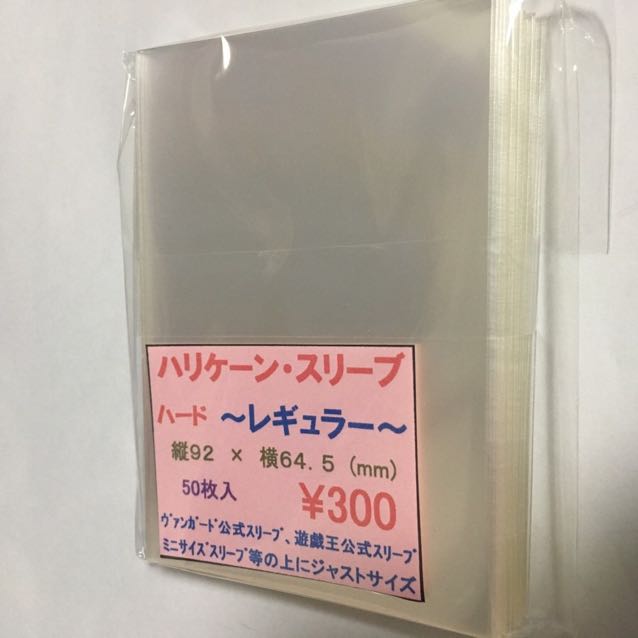 ハリケーン・スリーブ
ハード ～レギュラー～
縦92 × 横64.5 (mm)
50枚入 ¥300
ヴァンガード公式スリーブ、遊戯王公式スリーブ
ミニサイズスリーブ等の上にジャストサイズ